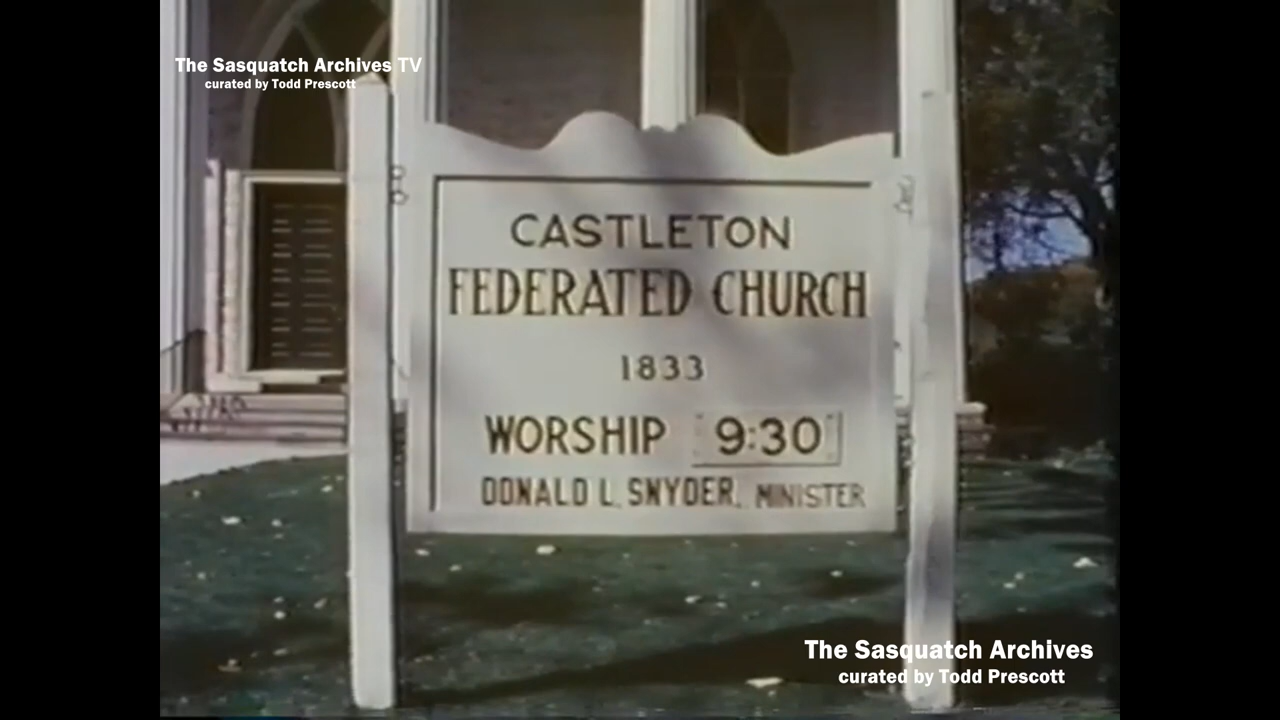 The Sasquatch Archives TV
curated by Todd Prescott
CASTLETON
FEDERATED CHURCH
1833
WORSHIP 9:30
DONALD L. SNYDER, MINISTER
The Sasquatch Archives
curated by Todd Prescott